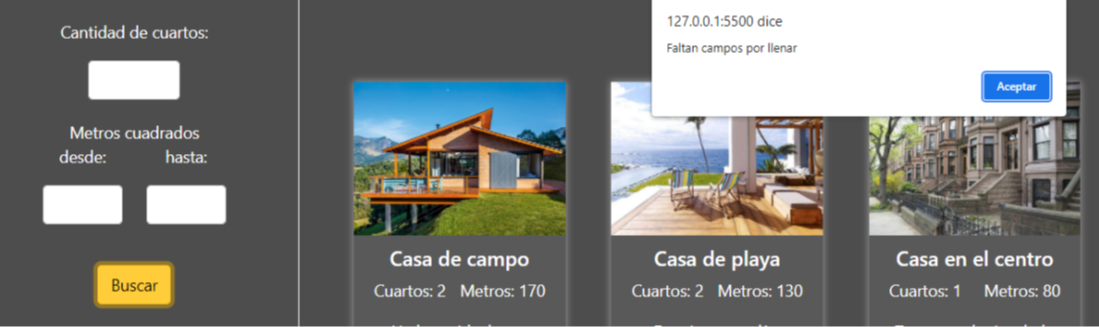 Cantidad de cuartos:
Metros cuadrados
desde: hasta:
Buscar
127.0.0.1:5500 dice
Faltan campos por llenar
Aceptar
Casa de campo
Cuartos: 2 Metros: 170
Casa de playa
Cuartos: 2 Metros: 130
Casa en el centro
Cuartos: 1 Metros: 80